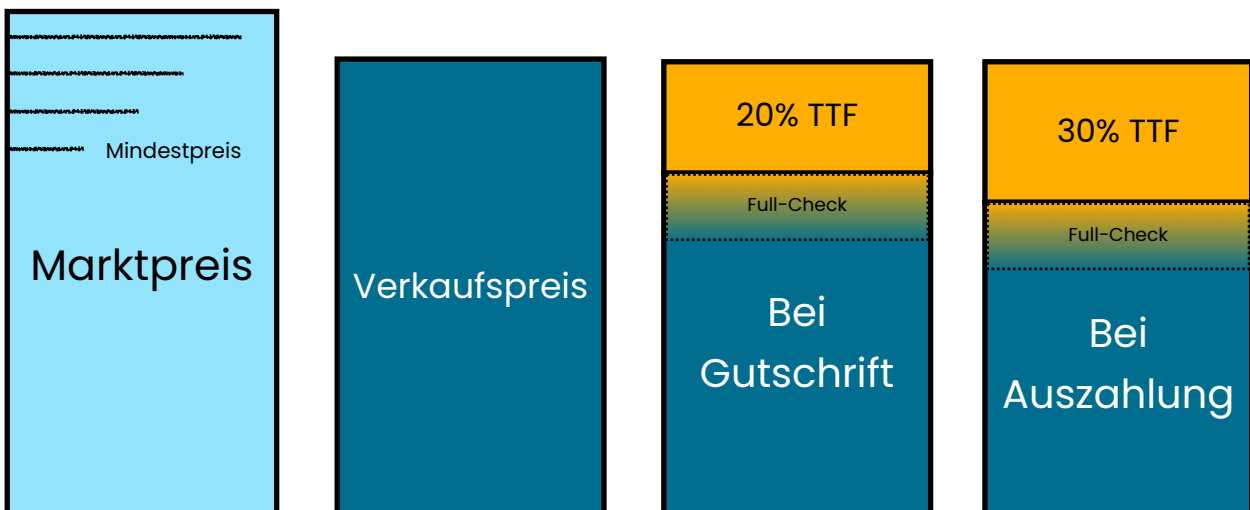 Mindestpreis
Marktpreis
Verkaufspreis
20% TTF
Full-Check
Bei
Gutschrift
30% TTF
Full-Check
Bei
Auszahlung